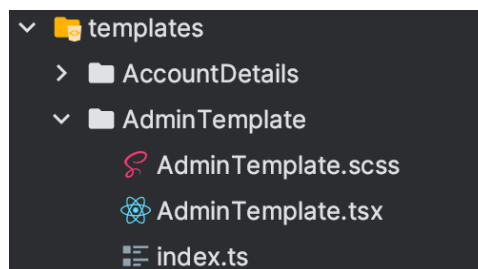 templates
AccountDetails
AdminTemplate
AdminTemplate.scss
AdminTemplate.tsx
index.ts